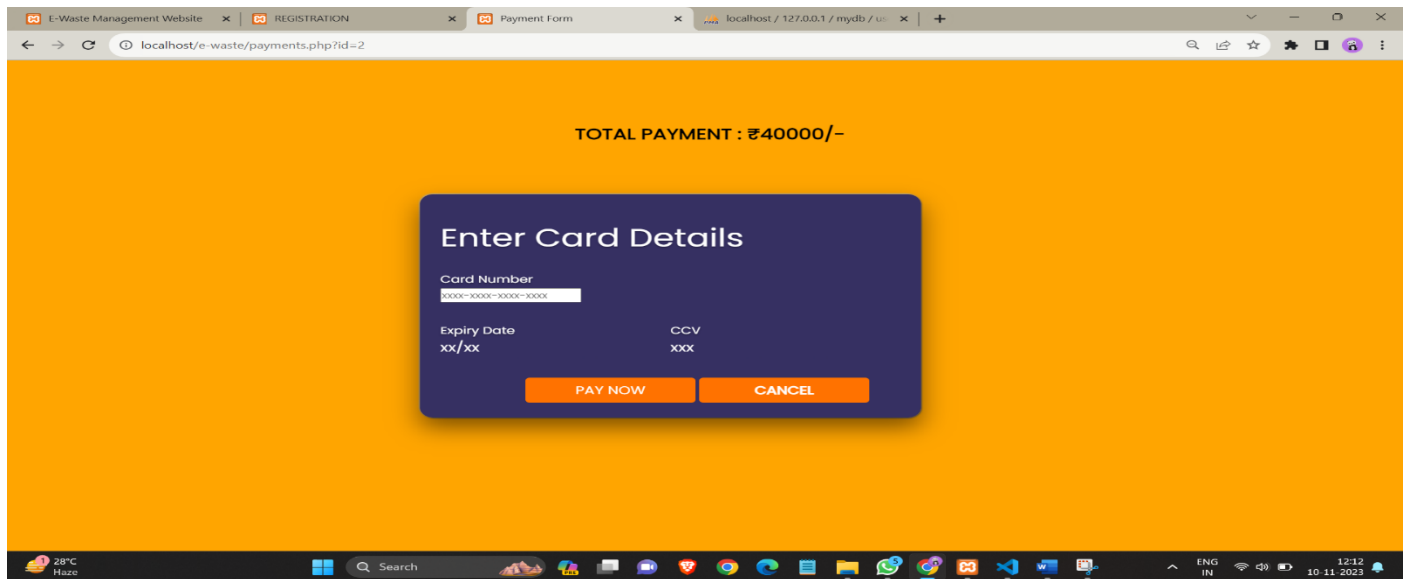 E-Waste Management Website
REGISTRATION
Payment Form
localhost / 127.0.0.1 / mydb / us
localhost/e-waste/payments.php?id=2
TOTAL PAYMENT : ₹40000/-
Enter Card Details
Card Number
xxxx-xxxx-xxxx-xxxx
Expiry Date CCV
xx/xx xxx
PAY NOW CANCEL
1 28°C
Haze
Search
ENG
IN
12:12
10-11-2023